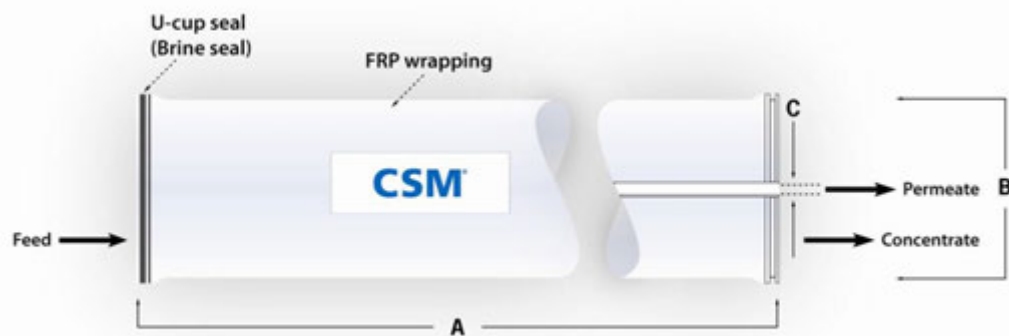 U-cup seal
(Brine seal)
FRP wrapping
C
CSM
Permeate
B
Feed
Concentrate
A